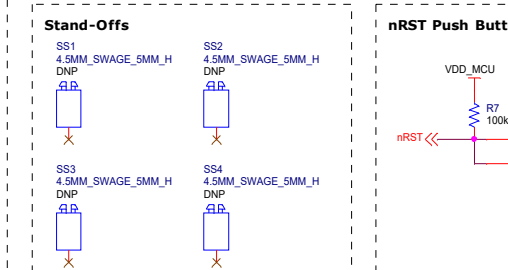 Stand-Offs
SS1
4.5MM_SWAGE_5MM_H
DNP
SS2
4.5MM_SWAGE_5MM_H
DNP
SS3
4.5MM_SWAGE_5MM_H
DNP
SS4
4.5MM_SWAGE_5MM_H
DNP
nRST Push Butt
VDD_MCU
R7
100k
nRST